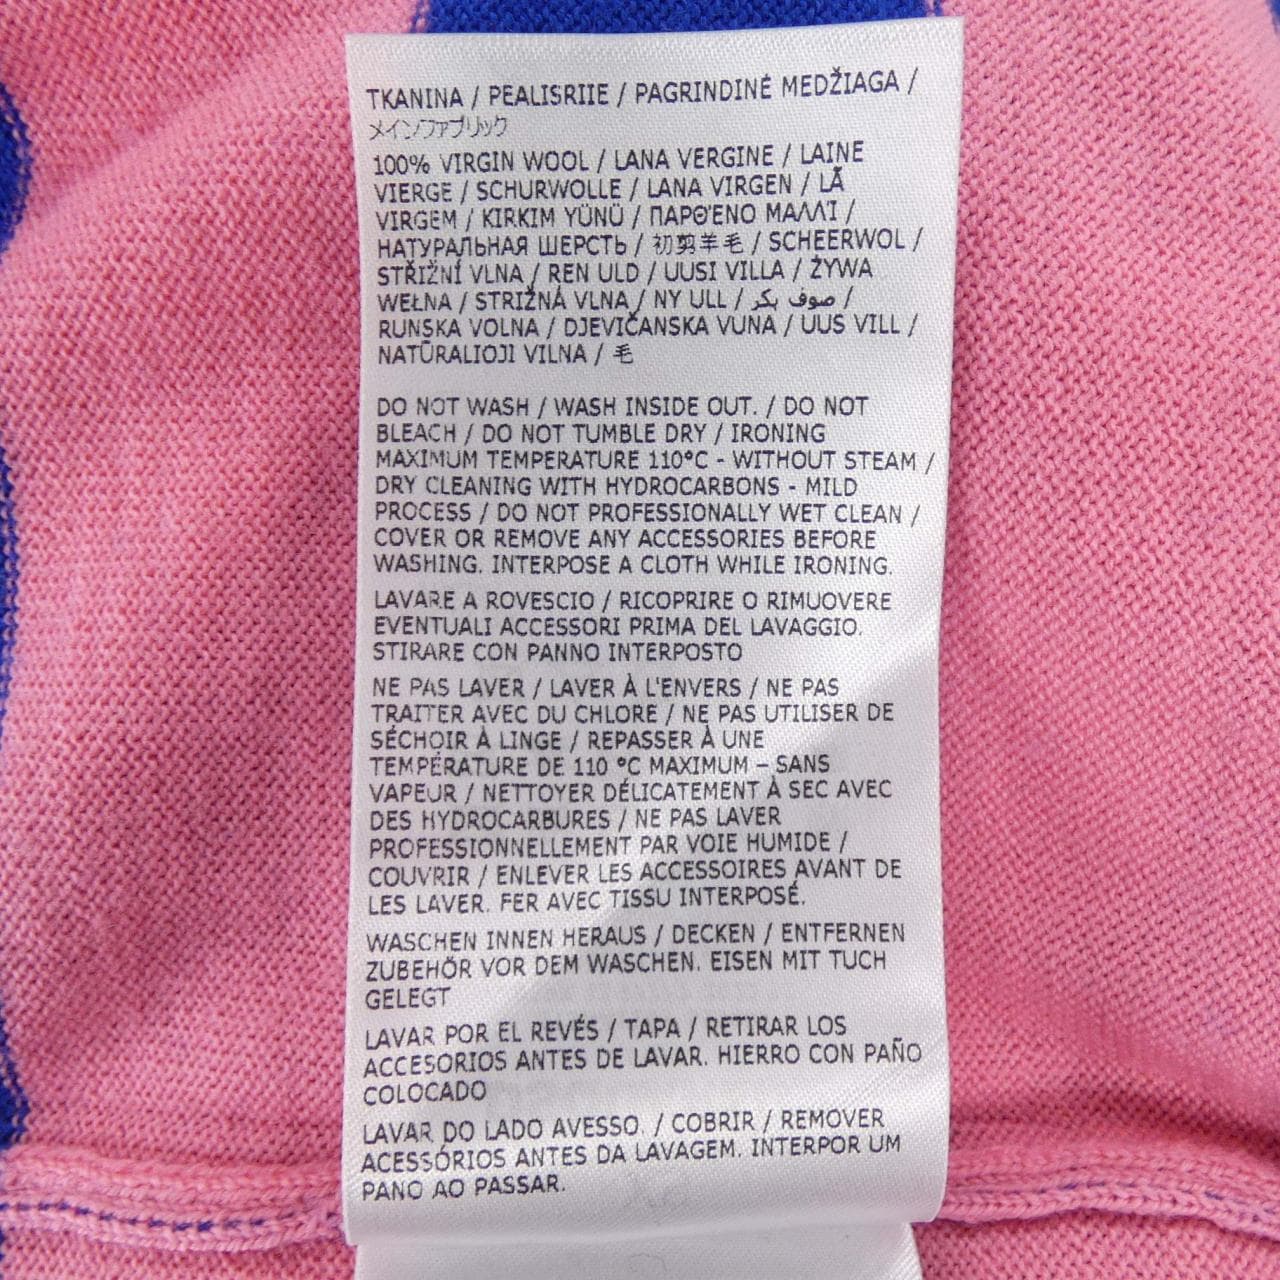 TKANINA / PEALISRIIE / PAGRINDINĖ MEDŽIAGA /
メインファブリック
100% VIRGIN WOOL / LANA VERGINE / LAINE
VIERGE / SCHURWOLLE / LANA VIRGEN / LÃ
VIRGEM / KIRKIM YÜNÜ / ΠΑΡΘΈΝΟ ΜΑΛΛΊ /
НАТУРАЛЬНАЯ ШЕРСТЬ / 初剪羊毛 / SCHEERWOL /
STŘIŽNÍ VLNA / REN ULD / UUSI VILLA / ŻYWA
WEŁNA / STRIŽNÁ VLNA / NY ULL / صوف بكر /
RUNSKA VOLNA / DJEVIČANSKA VUNA / UUS VILL /
NATŪRALIOJI VILNA / 毛
DO NOT WASH / WASH INSIDE OUT. / DO NOT
BLEACH / DO NOT TUMBLE DRY / IRONING
MAXIMUM TEMPERATURE 110°C - WITHOUT STEAM /
DRY CLEANING WITH HYDROCARBONS - MILD
PROCESS / DO NOT PROFESSIONALLY WET CLEAN /
COVER OR REMOVE ANY ACCESSORIES BEFORE
WASHING. INTERPOSE A CLOTH WHILE IRONING.
LAVARE A ROVESCIO / RICOPRIRE O RIMUOVERE
EVENTUALI ACCESSORI PRIMA DEL LAVAGGIO.
STIRARE CON PANNO INTERPOSTO
NE PAS LAVER / LAVER À L'ENVERS / NE PAS
TRAITER AVEC DU CHLORE / NE PAS UTILISER DE
SÉCHOIR À LINGE / REPASSER À UNE
TEMPÉRATURE DE 110 °C MAXIMUM – SANS
VAPEUR / NETTOYER DÉLICATEMENT À SEC AVEC
DES HYDROCARBURES / NE PAS LAVER
PROFESSIONNELLEMENT PAR VOIE HUMIDE /
COUVRIR / ENLEVER LES ACCESSOIRES AVANT DE
LES LAVER. FER AVEC TISSU INTERPOSÉ.
WASCHEN INNEN HERAUS / DECKEN / ENTFERNEN
ZUBEHÖR VOR DEM WASCHEN. EISEN MIT TUCH
GELEGT
LAVAR POR EL REVÉS / TAPA / RETIRAR LOS
ACCESORIOS ANTES DE LAVAR. HIERRO CON PAÑO
COLOCADO
LAVAR DO LADO AVESSO. / COBRIR / REMOVER
ACESSÓRIOS ANTES DA LAVAGEM. INTERPOR UM
PANO AO PASSAR.